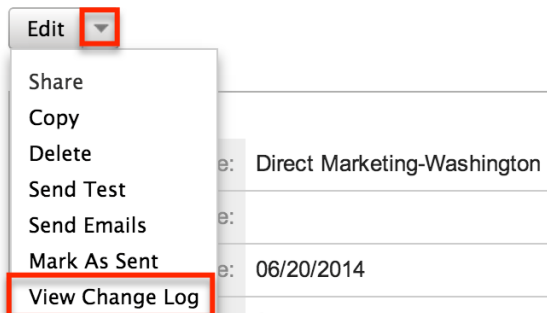 Edit
Share
Copy
Delete
e: Direct Marketing-Washington
Send Test
Send Emails
e:
Mark As Sent
e: 06/20/2014
View Change Log